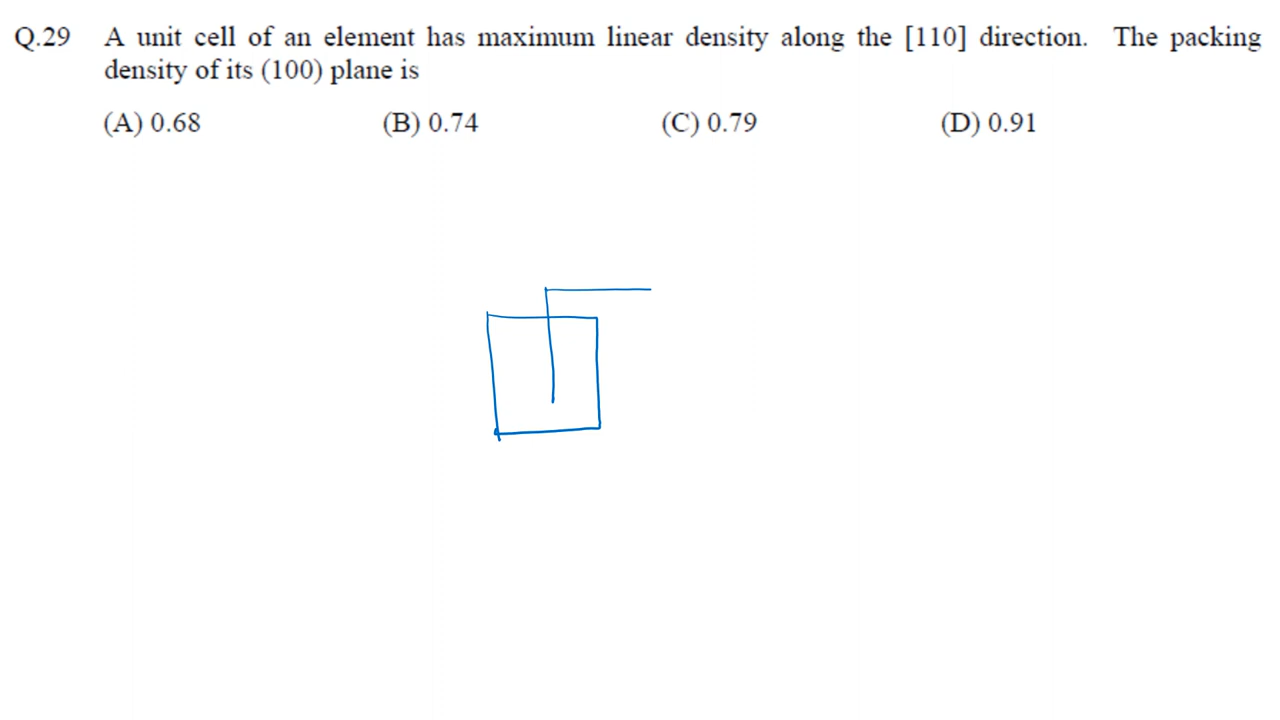 Q.29 A unit cell of an element has maximum linear density along the [110] direction. The packing
density of its (100) plane is
(A) 0.68 (B) 0.74 (C) 0.79 (D) 0.91